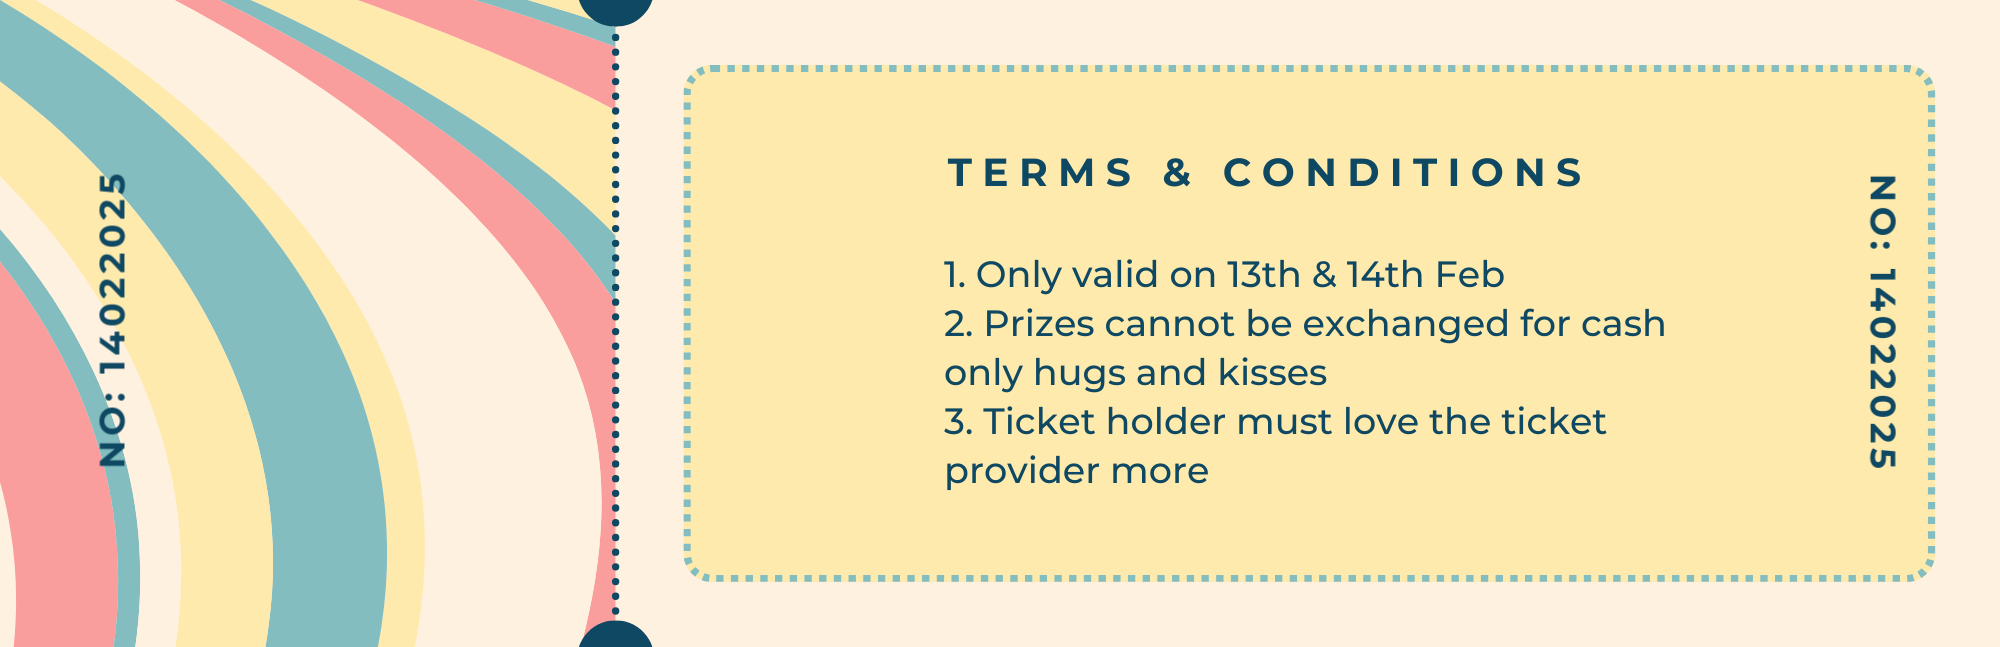 NO: 14022025
TERMS & CONDITIONS
1. Only valid on 13th & 14th Feb
2. Prizes cannot be exchanged for cash
only hugs and kisses
3. Ticket holder must love the ticket
provider more
NO: 14022025